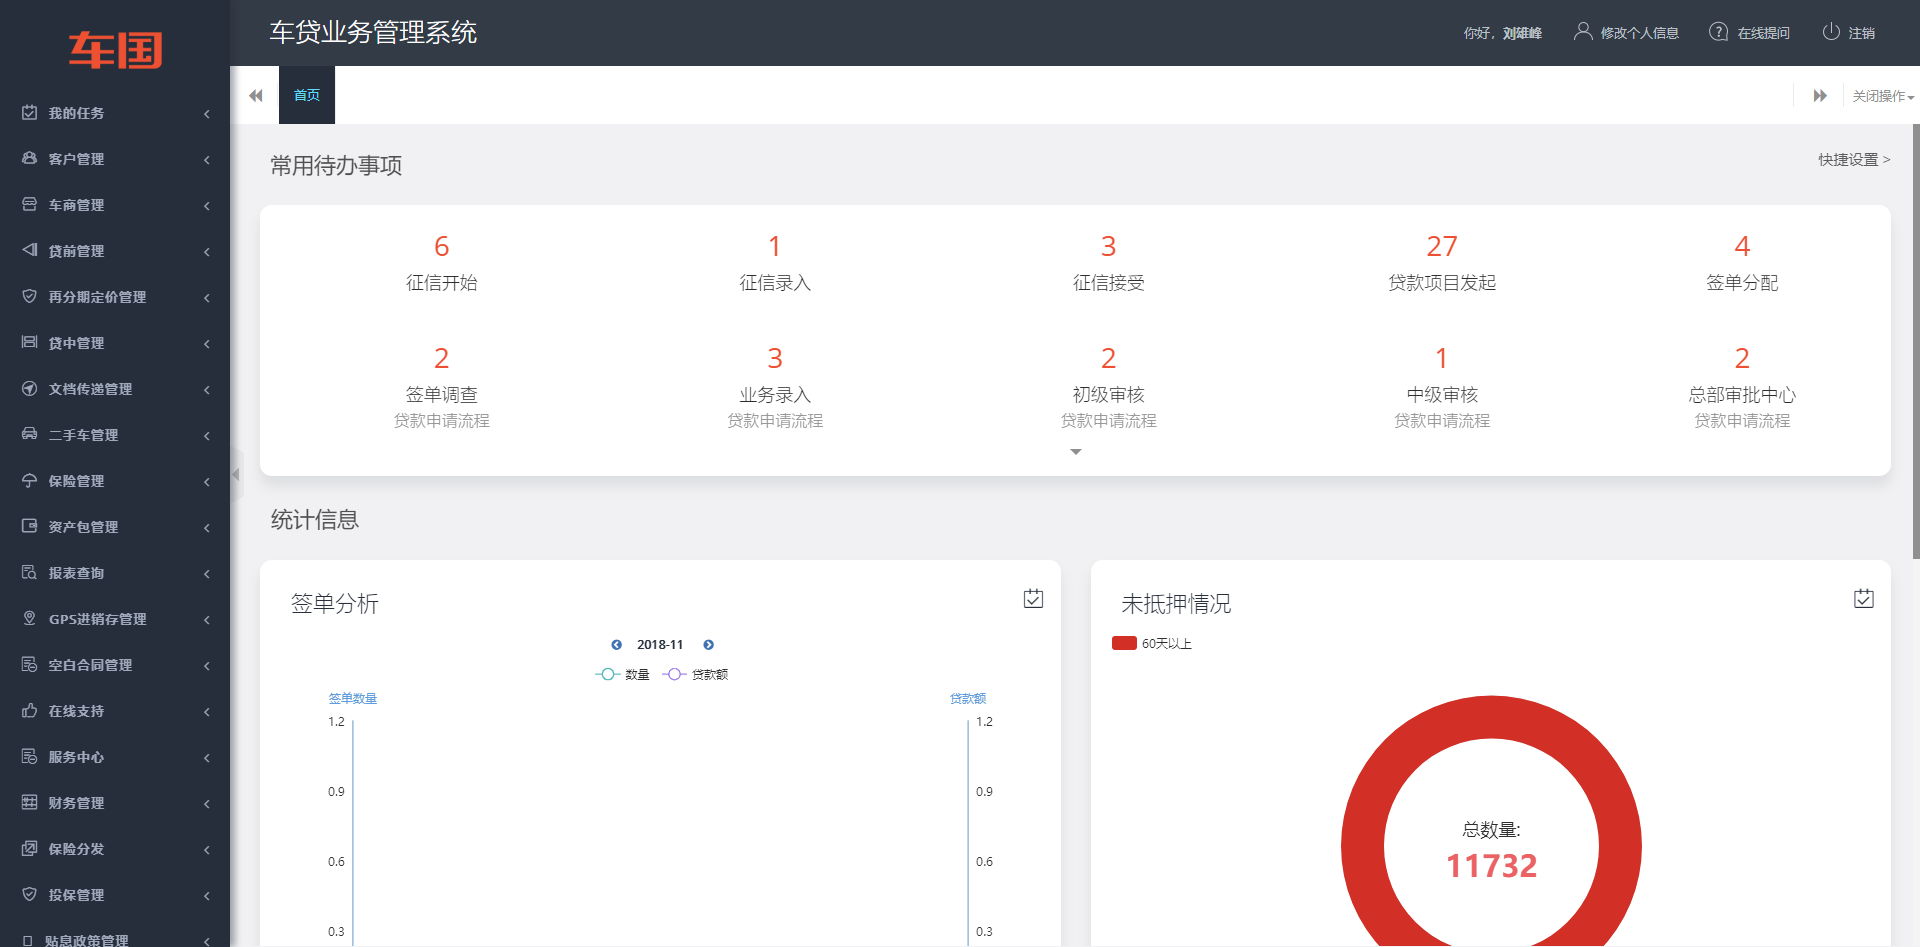 车国
车贷业务管理系统
你好，刘雄峰
修改个人信息
在线提问
注销
首页
关闭操作
我的任务
客户管理
车商管理
贷前管理
再分期定价管理
贷中管理
文档传递管理
二手车管理
保险管理
资产包管理
报表查询
GPS进销存管理
空白合同管理
在线支持
服务中心
财务管理
保险分发
投保管理
贴息政策管理
常用待办事项
快捷设置 >
6
征信开始
1
征信录入
3
征信接受
27
贷款项目发起
4
签单分配
2
签单调查
贷款申请流程
3
业务录入
贷款申请流程
2
初级审核
贷款申请流程
1
中级审核
贷款申请流程
2
总部审批中心
贷款申请流程
统计信息
签单分析
2018-11
数量 贷款额
签单数量
贷款额
1.2
1.2
0.9
0.9
0.6
0.6
0.3
0.3
未抵押情况
60天以上
总数量:
11732